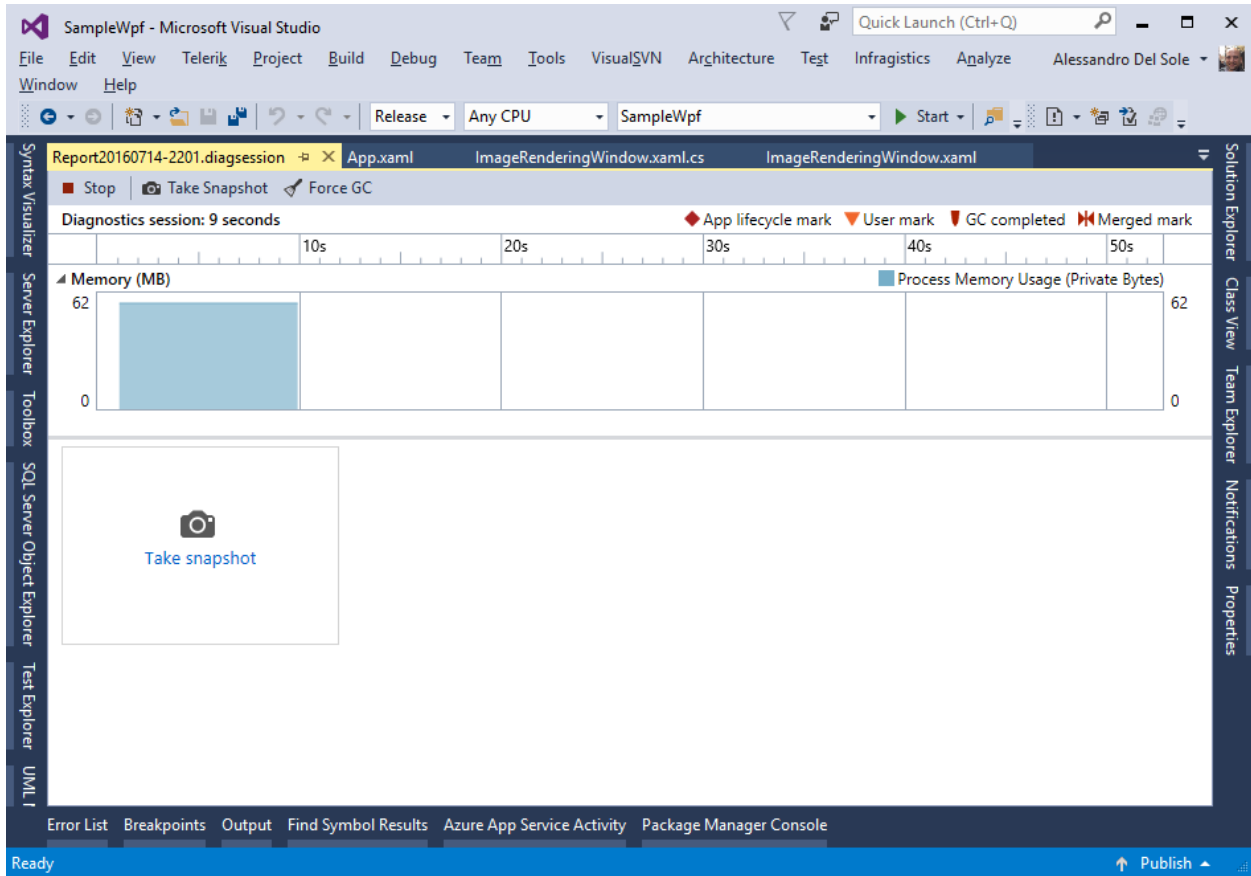 SampleWpf - Microsoft Visual Studio
Quick Launch (Ctrl+Q)
File Edit View Telerik Project Build Debug Team Tools VisualSVN Architecture Test Infragistics Analyze Alessandro Del Sole
Window Help
Release Any CPU SampleWpf Start
Report20160714-2201.diagsession App.xaml ImageRenderingWindow.xaml.cs ImageRenderingWindow.xaml
Stop Take Snapshot Force GC
Diagnostics session: 9 seconds App lifecycle mark User mark GC completed Merged mark
10s 20s 30s 40s 50s
Memory (MB) Process Memory Usage (Private Bytes)
62 62
0 0
Take snapshot
Syntax Visualizer
Server Explorer
Toolbox
SQL Server Object Explorer
Test Explorer
UML
Solution Explorer
Class View
Team Explorer
Notifications
Properties
Error List Breakpoints Output Find Symbol Results Azure App Service Activity Package Manager Console
Ready Publish